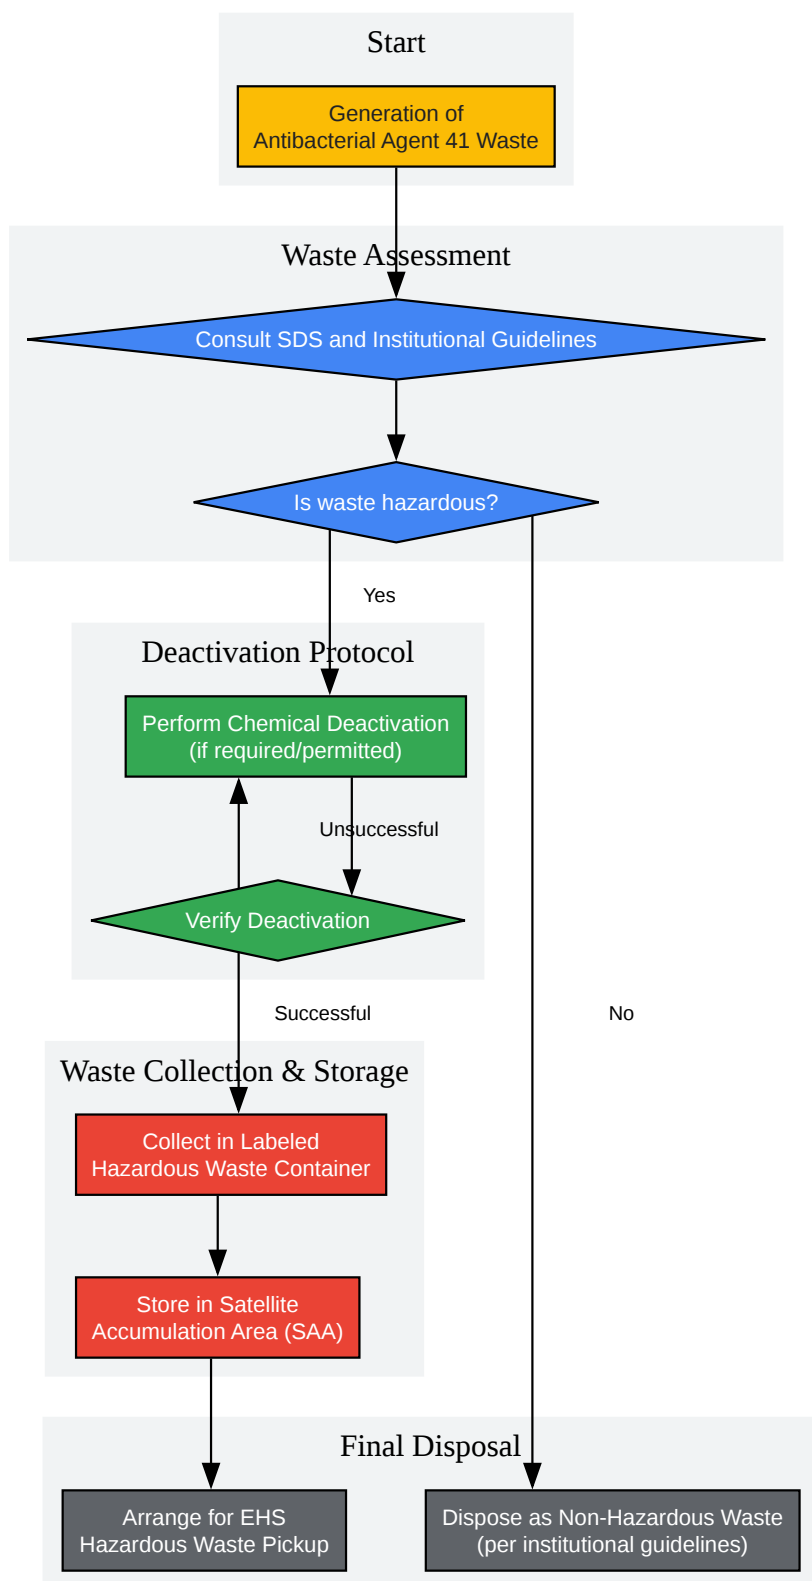 Start
Generation of
Antibacterial Agent 41 Waste
Waste Assessment
Consult SDS and Institutional Guidelines
Is waste hazardous?
Yes
Deactivation Protocol
Perform Chemical Deactivation
(if required/permitted)
Unsuccessful
Verify Deactivation
Successful
No
Waste Collection & Storage
Collect in Labeled
Hazardous Waste Container
Store in Satellite
Accumulation Area (SAA)
Final Disposal
Arrange for EHS
Hazardous Waste Pickup
Dispose as Non-Hazardous Waste
(per institutional guidelines)